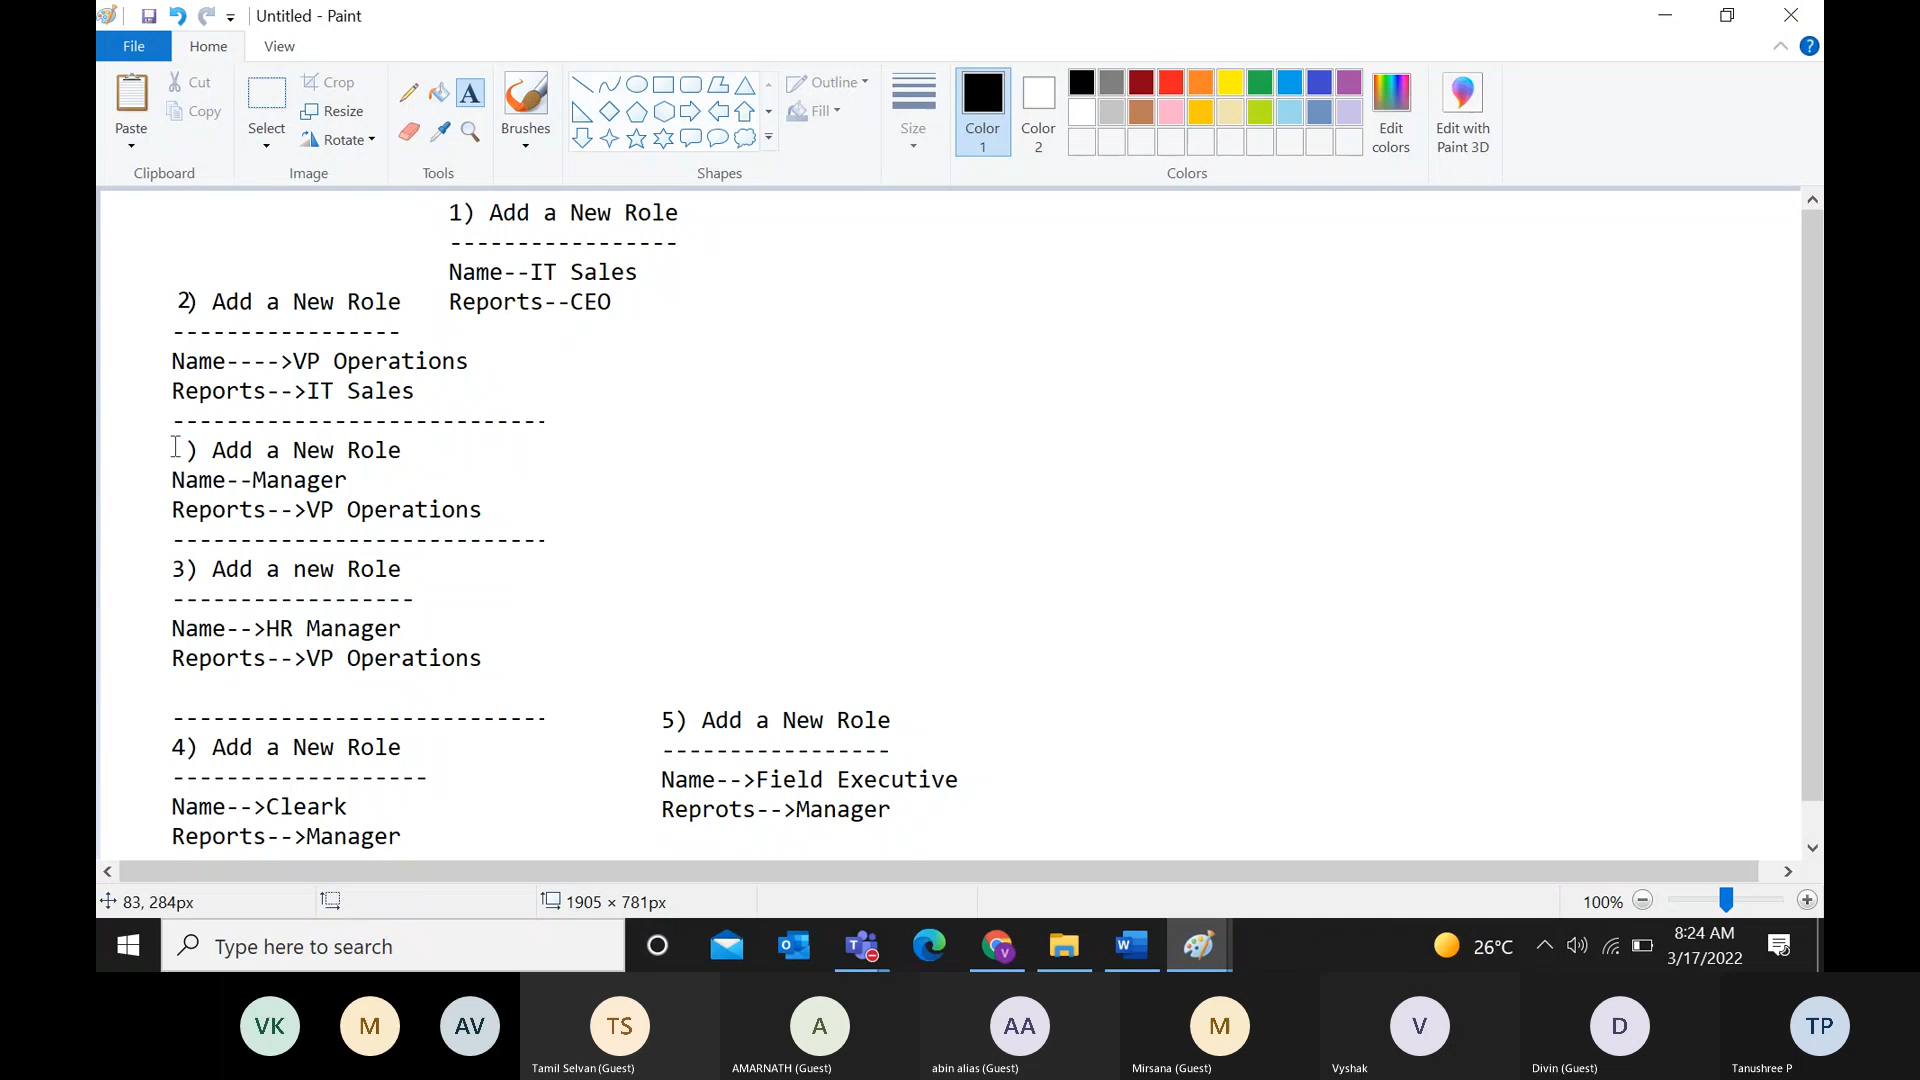 Untitled - Paint
File
Home
View
Paste
Cut
Copy
Clipboard
Select
Crop
Resize
Rotate
Image
A
Tools
Brushes
Shapes
Outline
Fill
Size
Color 1
Color 2
Edit colors
Colors
Edit with Paint 3D
1) Add a New Role
-----------------
Name--IT Sales
Reports--CEO
2) Add a New Role
-----------------
Name---->VP Operations
Reports-->IT Sales
----------------------------
) Add a New Role
Name--Manager
Reports-->VP Operations
----------------------------
3) Add a new Role
------------------
Name-->HR Manager
Reports-->VP Operations
----------------------------
4) Add a New Role
-------------------
Name-->Cleark
Reports-->Manager
5) Add a New Role
-----------------
Name-->Field Executive
Reprots-->Manager
83, 284px
1905 × 781px
100%
Type here to search
26°C
8:24 AM
3/17/2022
VK
M
AV
TS
Tamil Selvan (Guest)
A
AMARNATH (Guest)
AA
abin alias (Guest)
M
Mirsana (Guest)
V
Vyshak
D
Divin (Guest)
TP
Tanushree P